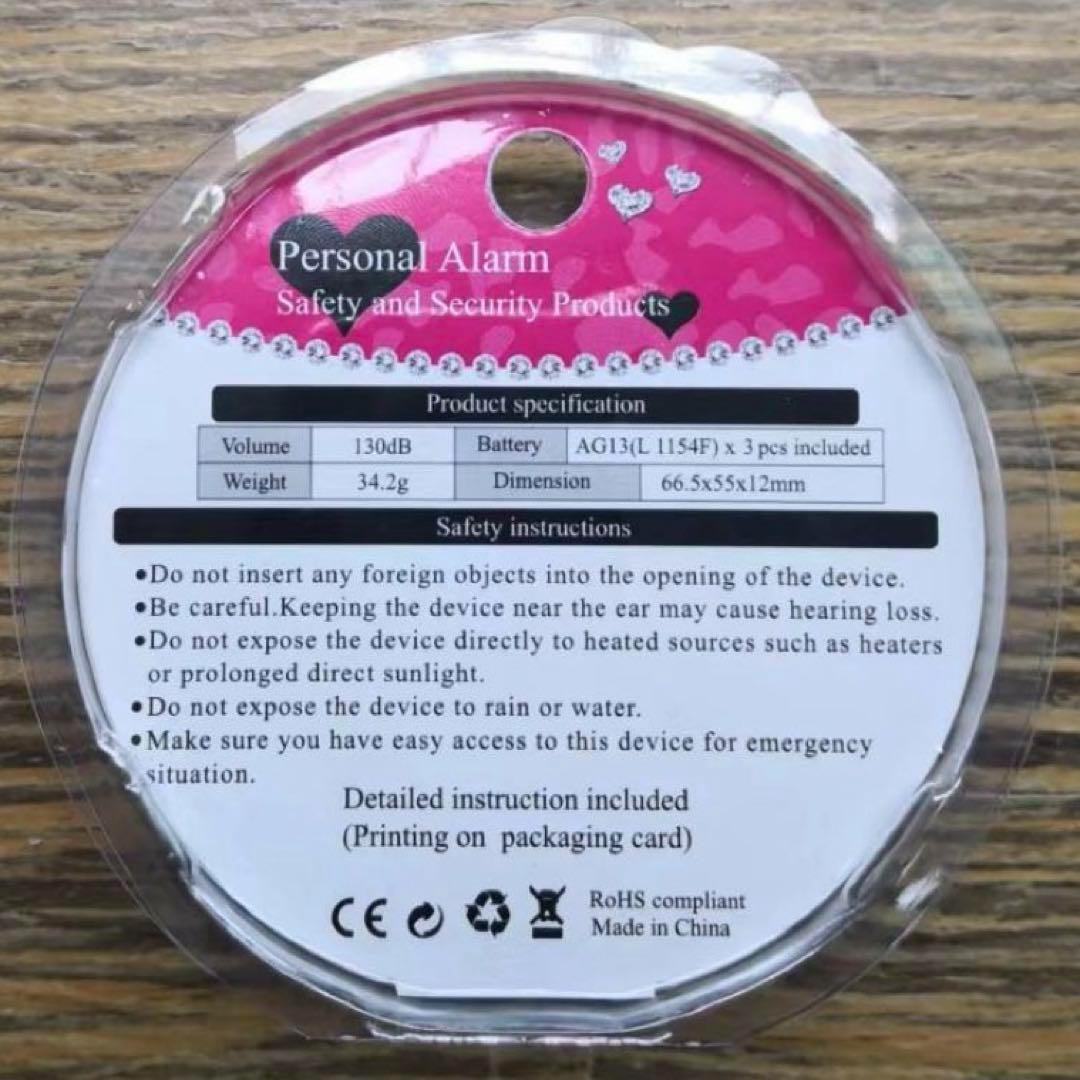 Personal Alarm
Safety and Security Products
Product specification
Volume 130dB Battery AG13(L 1154F) x 3 pcs included
Weight 34.2g Dimension 66.5x55x12mm
Safety instructions
•Do not insert any foreign objects into the opening of the device.
•Be careful.Keeping the device near the ear may cause hearing loss.
•Do not expose the device directly to heated sources such as heaters
or prolonged direct sunlight.
•Do not expose the device to rain or water.
•Make sure you have easy access to this device for emergency
situation.
Detailed instruction included
(Printing on packaging card)
CE RoHS compliant
Made in China